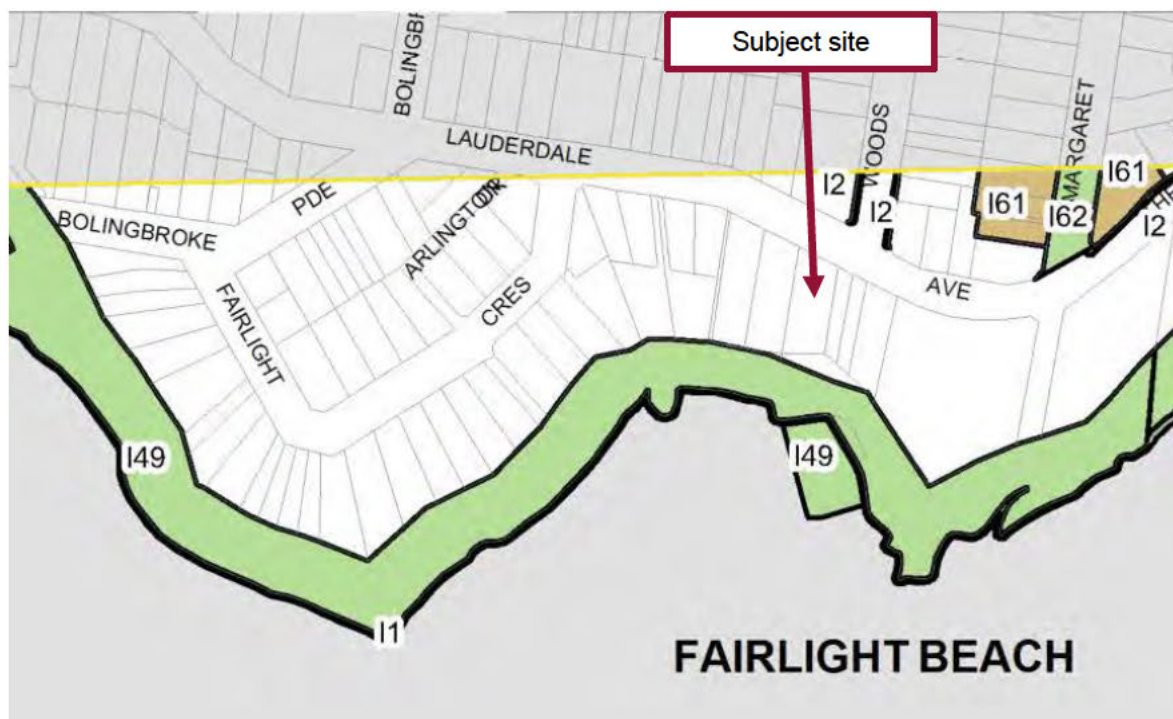 Subject site
BOLINGBR
LAUDERDALE
WOODS
MARGARET
I2
I2
I61
I62
I61
I2
BOLINGBROKE
PDE
ARLINGTON
FAIRLIGHT
CRES
AVE
I49
I49
I1
FAIRLIGHT BEACH